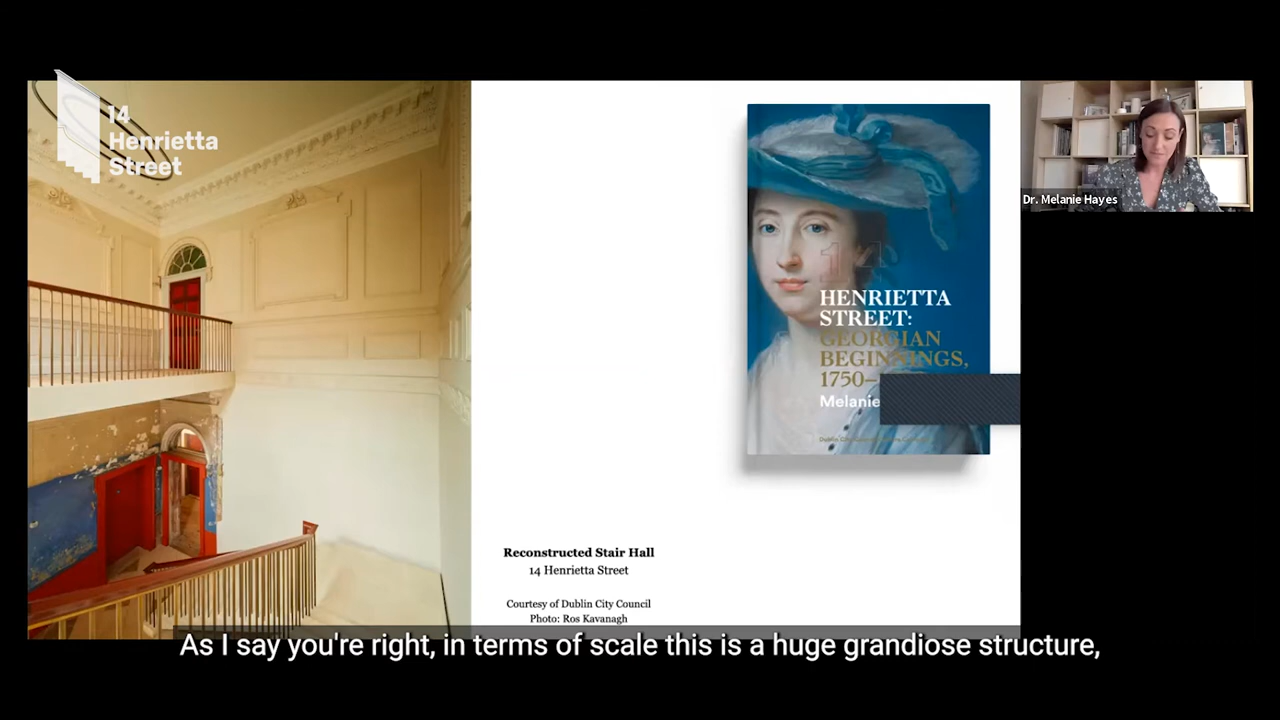 14
Henrietta
Street
14
HENRIETTA
STREET:
GEORGIAN
BEGINNINGS,
1750–
Melanie
Dr. Melanie Hayes
Reconstructed Stair Hall
14 Henrietta Street
Courtesy of Dublin City Council
Photo: Ros Kavanagh
As I say you're right, in terms of scale this is a huge grandiose structure,